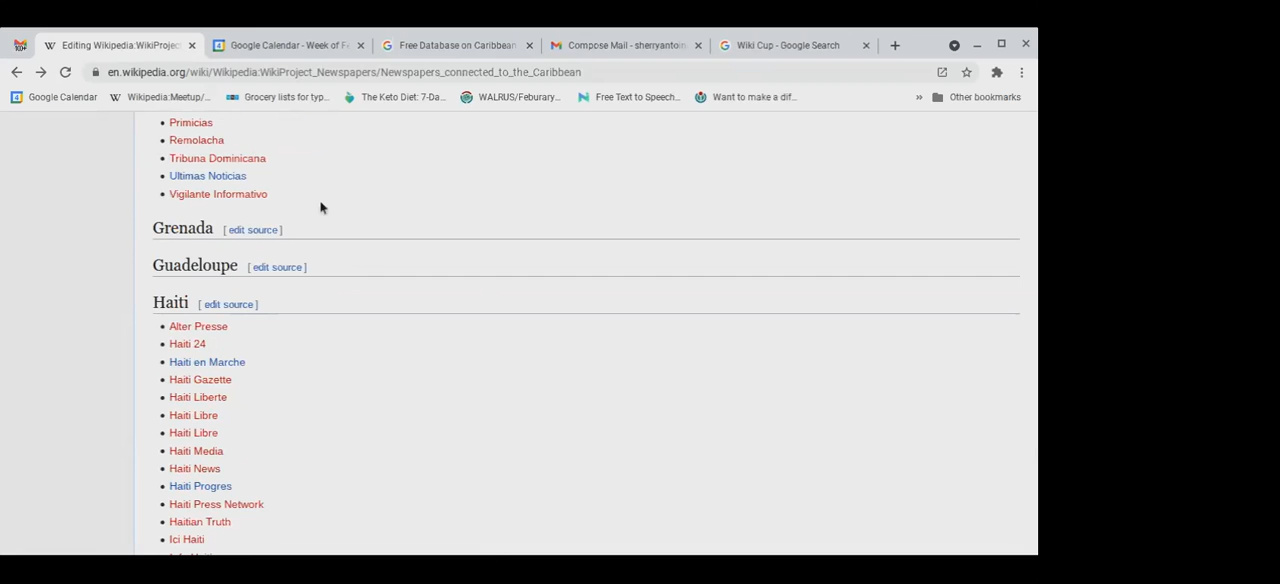 Editing Wikipedia:WikiProjec
Google Calendar - Week of F
Free Database on Caribbean
Compose Mail - sherryantoin
Wiki Cup - Google Search
en.wikipedia.org/wiki/Wikipedia:WikiProject_Newspapers/Newspapers_connected_to_the_Caribbean
Google Calendar
Wikipedia:Meetup/...
Grocery lists for typ...
The Keto Diet: 7-Da...
WALRUS/Feburary...
Free Text to Speech...
Want to make a dif...
» Other bookmarks
• Primicias
• Remolacha
• Tribuna Dominicana
• Ultimas Noticias
• Vigilante Informativo
Grenada [ edit source ]
Guadeloupe [ edit source ]
Haiti [ edit source ]
• Alter Presse
• Haiti 24
• Haiti en Marche
• Haiti Gazette
• Haiti Liberte
• Haiti Libre
• Haiti Libre
• Haiti Media
• Haiti News
• Haiti Progres
• Haiti Press Network
• Haitian Truth
• Ici Haiti